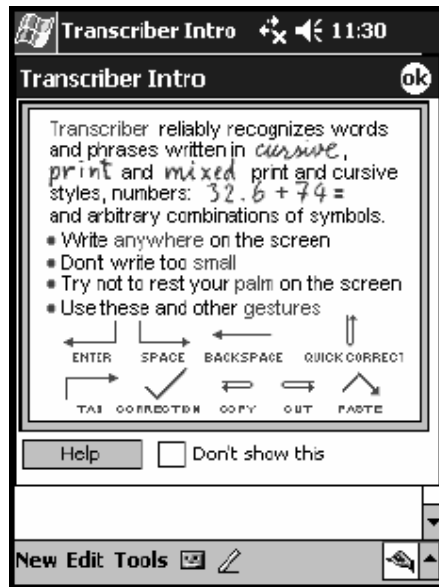 Transcriber Intro 11:30
Transcriber Intro ok
Transcriber reliably recognizes words
and phrases written in cursive,
print and mixed print and cursive
styles, numbers: 32.6 + 74 =
and arbitrary combinations of symbols.
• Write anywhere on the screen
• Dont write too small
• Try not to rest your palm on the screen
• Use these and other gestures
ENTER SPACE BACKSPACE QUICK CORRECT
TAB CORRECTION COPY CUT PASTE
Help Don't show this
New Edit Tools